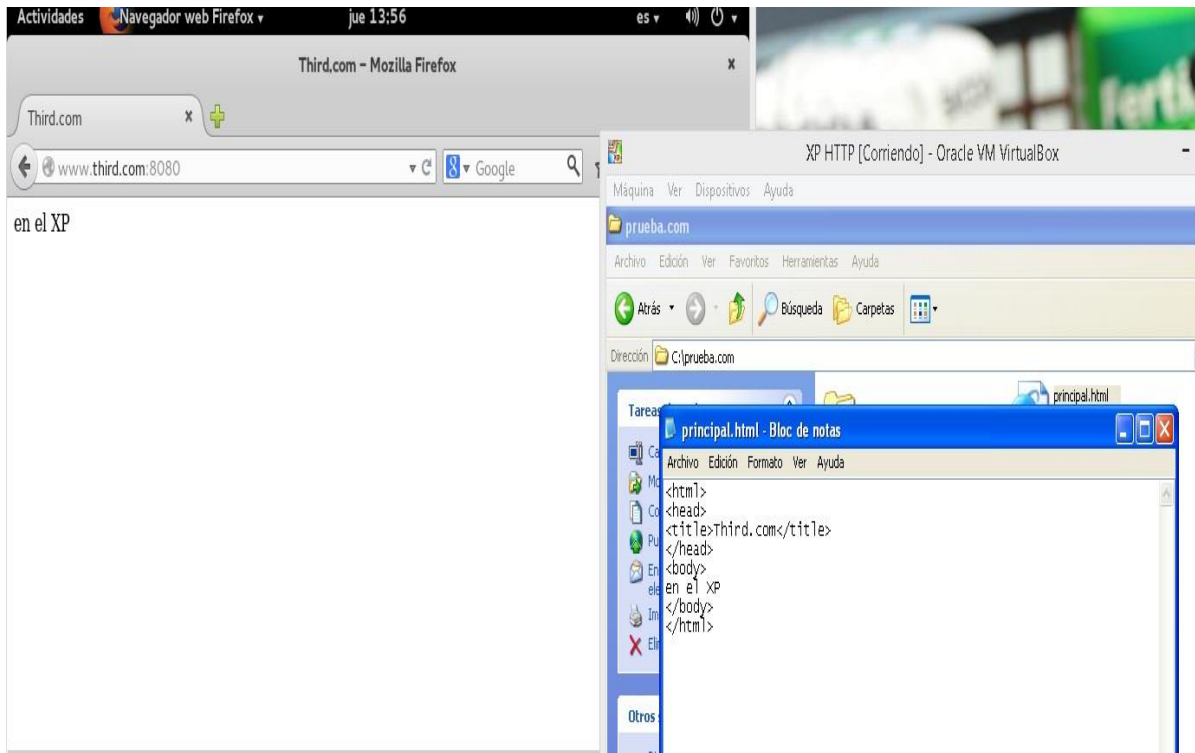 Actividades Navegador web Firefox jue 13:56 es
Third.com – Mozilla Firefox x
Third.com x
www.third.com:8080 8 Google
en el XP
XP HTTP [Corriendo] - Oracle VM VirtualBox
Máquina Ver Dispositivos Ayuda
prueba.com
Archivo Edición Ver Favoritos Herramientas Ayuda
Atrás Búsqueda Carpetas
Dirección C:\prueba.com
principal.html
principal.html - Bloc de notas
Archivo Edición Formato Ver Ayuda
<html>
<head>
<title>Third.com</title>
</head>
<body>
en el XP
</body>
</html>
Otros